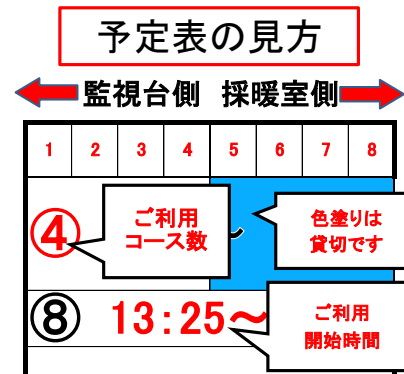 予定表の見方
監視台側 採暖室側
1 2 3 4 5 6 7 8
④ ご利用
コース数
～
色塗りは
貸切です
⑧ 13:25～
ご利用
開始時間